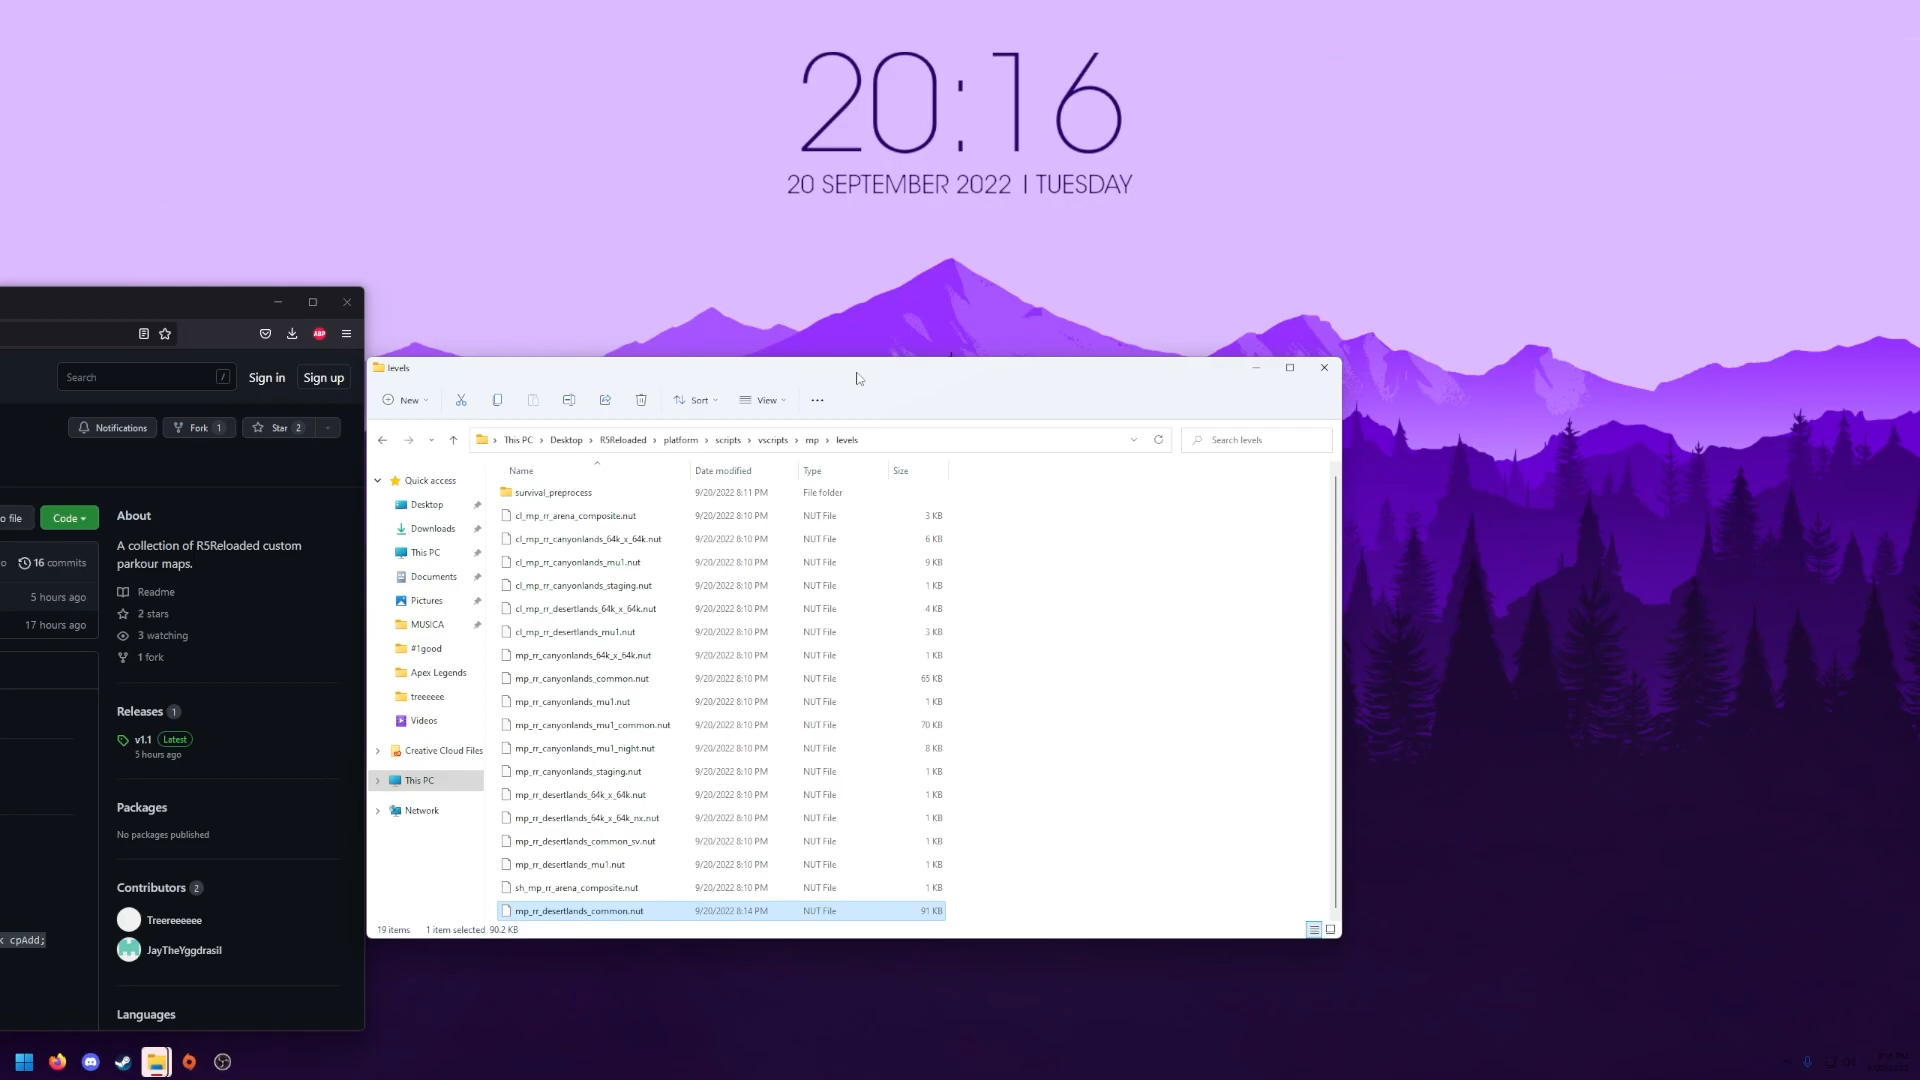 20:16
20 SEPTEMBER 2022 | TUESDAY
ABP
Search /
Sign in
Sign up
Notifications
Fork 1
Star 2
o file
Code
About
A collection of R5Reloaded custom
parkour maps.
16 commits
5 hours ago
17 hours ago
Readme
2 stars
3 watching
1 fork
Releases 1
v1.1 Latest
5 hours ago
Packages
No packages published
Contributors 2
Treereeeeee
JayTheYggdrasil
k cpAdd;
Languages
levels
New
Sort
View
This PC > Desktop > R5Reloaded > platform > scripts > vscripts > mp > levels
Search levels
Quick access
Desktop
Downloads
This PC
Documents
Pictures
MUSICA
#1good
Apex Legends
treeeeee
Videos
Creative Cloud Files
This PC
Network
Name Date modified Type Size
survival_preprocess 9/20/2022 8:11 PM File folder
cl_mp_rr_arena_composite.nut 9/20/2022 8:10 PM NUT File 3 KB
cl_mp_rr_canyonlands_64k_x_64k.nut 9/20/2022 8:10 PM NUT File 6 KB
cl_mp_rr_canyonlands_mu1.nut 9/20/2022 8:10 PM NUT File 9 KB
cl_mp_rr_canyonlands_staging.nut 9/20/2022 8:10 PM NUT File 1 KB
cl_mp_rr_desertlands_64k_x_64k.nut 9/20/2022 8:10 PM NUT File 4 KB
cl_mp_rr_desertlands_mu1.nut 9/20/2022 8:10 PM NUT File 3 KB
mp_rr_canyonlands_64k_x_64k.nut 9/20/2022 8:10 PM NUT File 1 KB
mp_rr_canyonlands_common.nut 9/20/2022 8:10 PM NUT File 65 KB
mp_rr_canyonlands_mu1.nut 9/20/2022 8:10 PM NUT File 1 KB
mp_rr_canyonlands_mu1_common.nut 9/20/2022 8:10 PM NUT File 70 KB
mp_rr_canyonlands_mu1_night.nut 9/20/2022 8:10 PM NUT File 8 KB
mp_rr_canyonlands_staging.nut 9/20/2022 8:10 PM NUT File 1 KB
mp_rr_desertlands_64k_x_64k.nut 9/20/2022 8:10 PM NUT File 1 KB
mp_rr_desertlands_64k_x_64k_nx.nut 9/20/2022 8:10 PM NUT File 1 KB
mp_rr_desertlands_common_sv.nut 9/20/2022 8:10 PM NUT File 1 KB
mp_rr_desertlands_mu1.nut 9/20/2022 8:10 PM NUT File 1 KB
sh_mp_rr_arena_composite.nut 9/20/2022 8:10 PM NUT File 1 KB
mp_rr_desertlands_common.nut 9/20/2022 8:14 PM NUT File 91 KB
19 items 1 item selected 90.2 KB